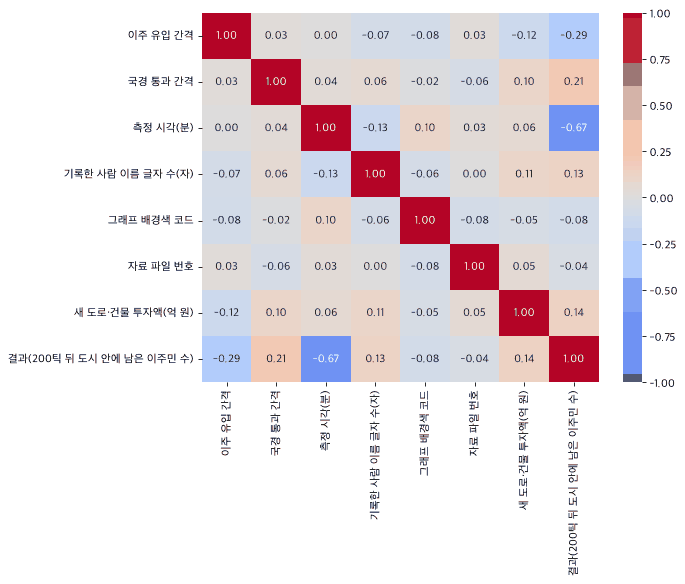 이주 유입 간격 1.00 0.03 0.00 -0.07 -0.08 0.03 -0.12 -0.29
국경 통과 간격 0.03 1.00 0.04 0.06 -0.02 -0.06 0.10 0.21
측정 시각(분) 0.00 0.04 1.00 -0.13 0.10 0.03 0.06 -0.67
기록한 사람 이름 글자 수(자) -0.07 0.06 -0.13 1.00 -0.06 0.00 0.11 0.13
그래프 배경색 코드 -0.08 -0.02 0.10 -0.06 1.00 -0.08 -0.05 -0.08
자료 파일 번호 0.03 -0.06 0.03 0.00 -0.08 1.00 0.05 -0.04
새 도로·건물 투자액(억 원) -0.12 0.10 0.06 0.11 -0.05 0.05 1.00 0.14
결과(200틱 뒤 도시 안에 남은 이주민 수) -0.29 0.21 -0.67 0.13 -0.08 -0.04 0.14 1.00
이주 유입 간격
국경 통과 간격
측정 시각(분)
기록한 사람 이름 글자 수(자)
그래프 배경색 코드
자료 파일 번호
새 도로·건물 투자액(억 원)
결과(200틱 뒤 도시 안에 남은 이주민 수)
1.00
0.75
0.50
0.25
0.00
-0.25
-0.50
-0.75
-1.00